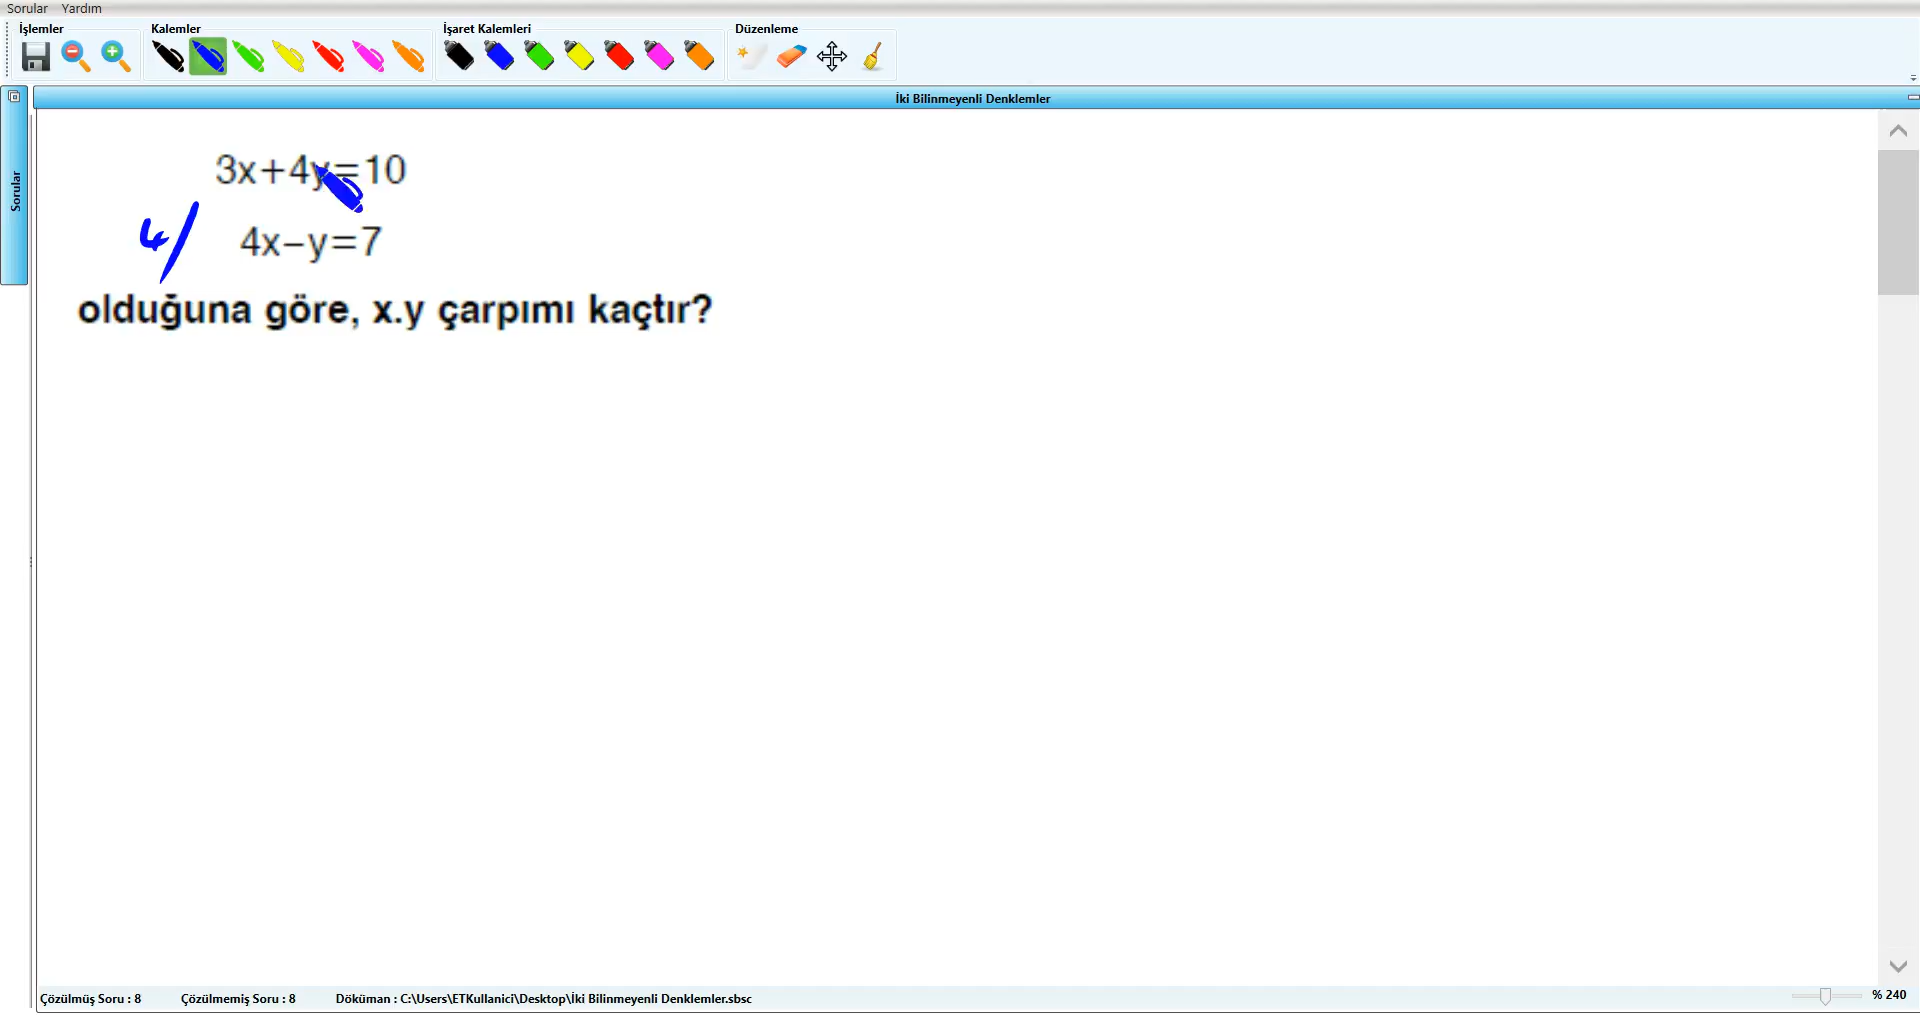 Sorular Yardım
İşlemler Kalemler İşaret Kalemleri Düzenleme
İki Bilinmeyenli Denklemler
Sorular
3x+4y=10
4/ 4x−y=7
olduğuna göre, x.y çarpımı kaçtır?
Çözülmüş Soru : 8 Çözülmemiş Soru : 8 Döküman : C:\Users\ETKullanici\Desktop\İki Bilinmeyenli Denklemler.sbsc % 240